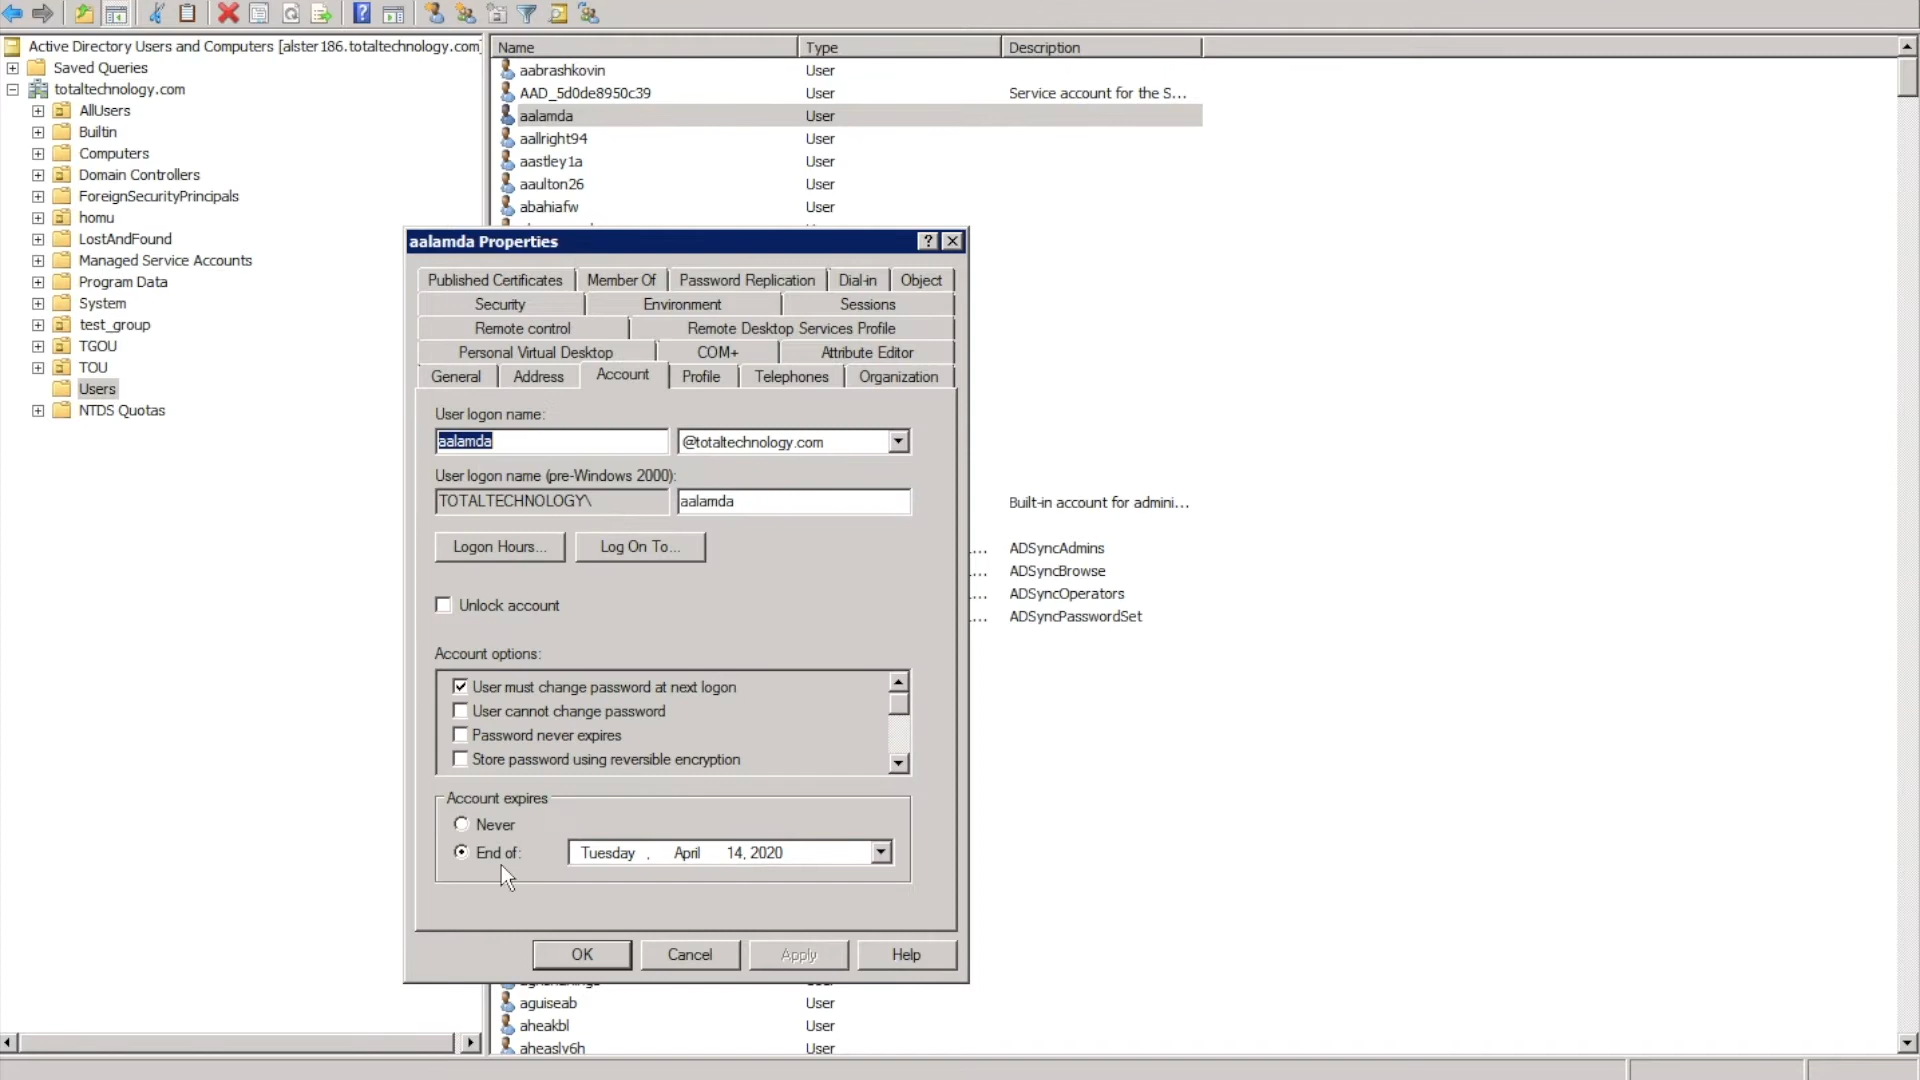 Active Directory Users and Computers [alster186.totaltechnology.com]
Saved Queries
totaltechnology.com
AllUsers
Builtin
Computers
Domain Controllers
ForeignSecurityPrincipals
homu
LostAndFound
Managed Service Accounts
Program Data
System
test_group
TGOU
TOU
Users
NTDS Quotas
Name Type Description
aabrashkovin User
AAD_5d0de8950c39 User Service account for the S...
aalamda User
aallright94 User
aastley1a User
aaulton26 User
abahiafw User
Built-in account for admini...
... ADSyncAdmins
... ADSyncBrowse
... ADSyncOperators
... ADSyncPasswordSet
aguiseab User
aheakbl User
aheasly6h User
aalamda Properties
Published Certificates Member Of Password Replication Dial-in Object
Security Environment Sessions
Remote control Remote Desktop Services Profile
Personal Virtual Desktop COM+ Attribute Editor
General Address Account Profile Telephones Organization
User logon name:
aalamda @totaltechnology.com
User logon name (pre-Windows 2000):
TOTALTECHNOLOGY\ aalamda
Logon Hours... Log On To...
Unlock account
Account options:
User must change password at next logon
User cannot change password
Password never expires
Store password using reversible encryption
Account expires
Never
End of: Tuesday , April 14, 2020
OK Cancel Apply Help